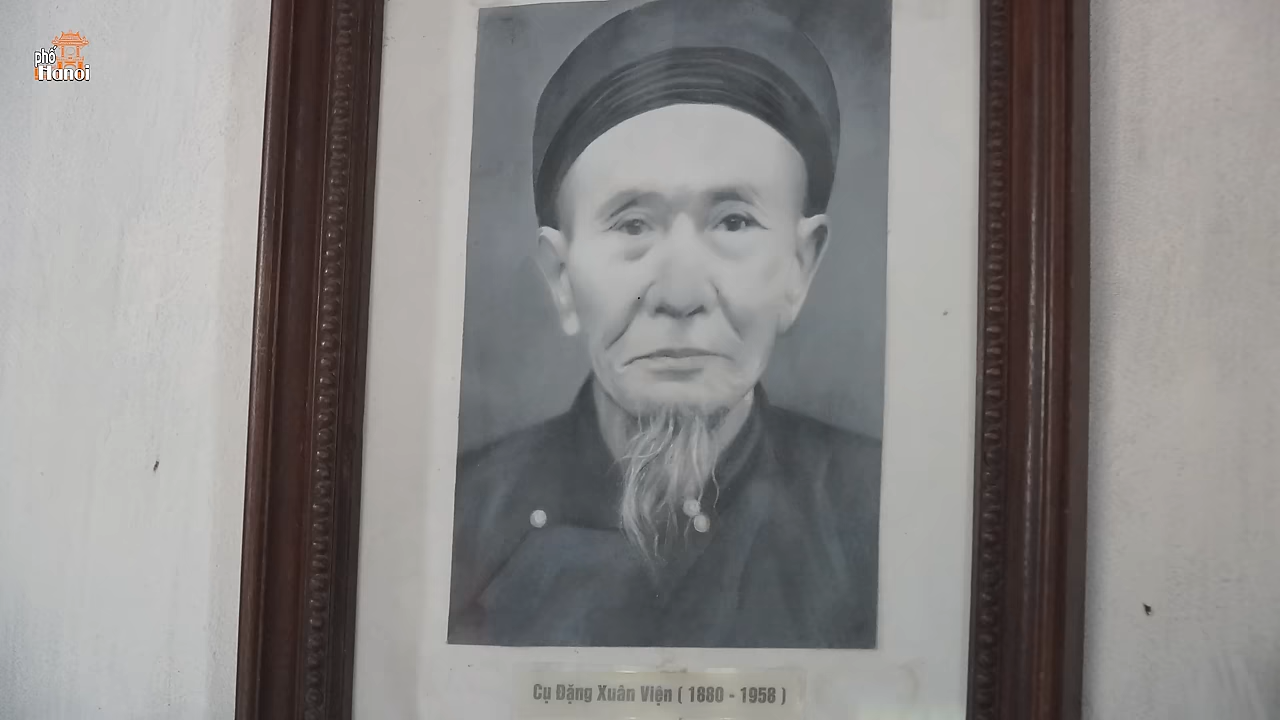 phố
Hanoi
Cụ Đặng Xuân Viện ( 1880 - 1958 )